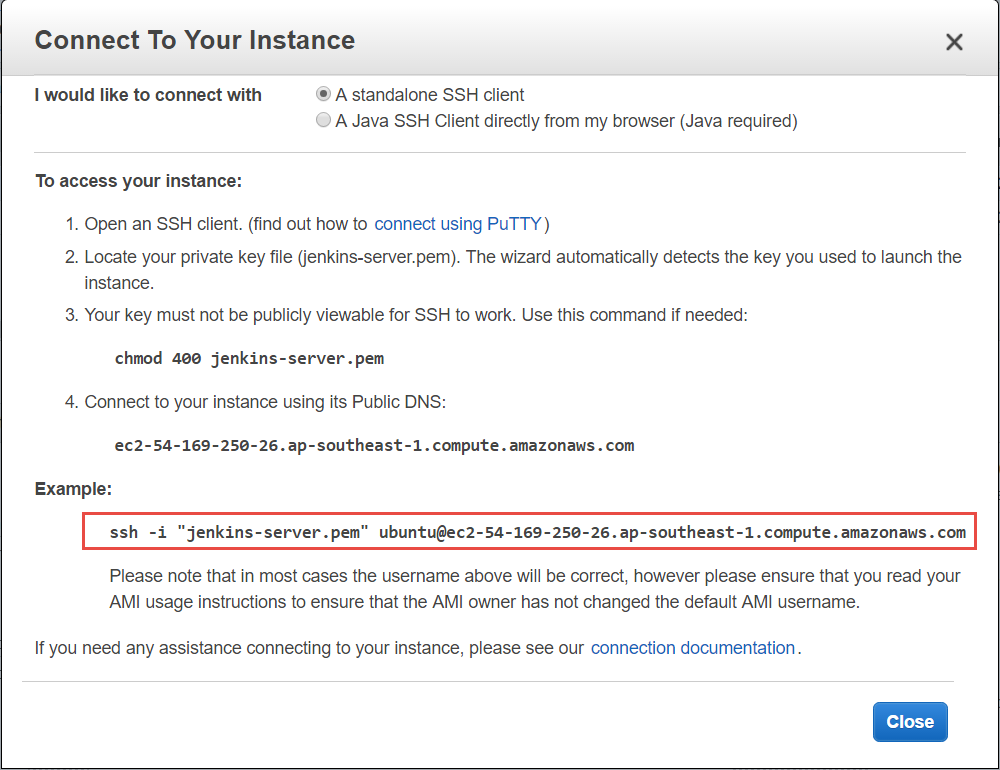 Connect To Your Instance
I would like to connect with
A standalone SSH client
A Java SSH Client directly from my browser (Java required)
To access your instance:
1. Open an SSH client. (find out how to connect using PuTTY)
2. Locate your private key file (jenkins-server.pem). The wizard automatically detects the key you used to launch the
instance.
3. Your key must not be publicly viewable for SSH to work. Use this command if needed:
chmod 400 jenkins-server.pem
4. Connect to your instance using its Public DNS:
ec2-54-169-250-26.ap-southeast-1.compute.amazonaws.com
Example:
ssh -i "jenkins-server.pem" ubuntu@ec2-54-169-250-26.ap-southeast-1.compute.amazonaws.com
Please note that in most cases the username above will be correct, however please ensure that you read your
AMI usage instructions to ensure that the AMI owner has not changed the default AMI username.
If you need any assistance connecting to your instance, please see our connection documentation.
Close